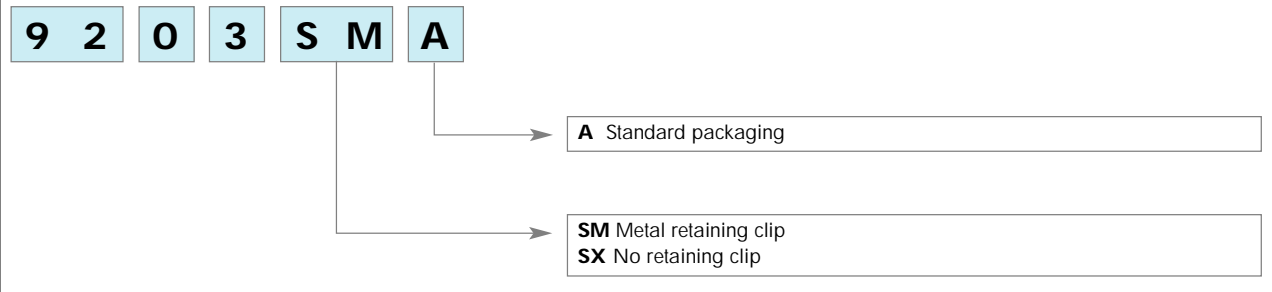 9 2 0 3 S M A
A Standard packaging
SM Metal retaining clip
SX No retaining clip